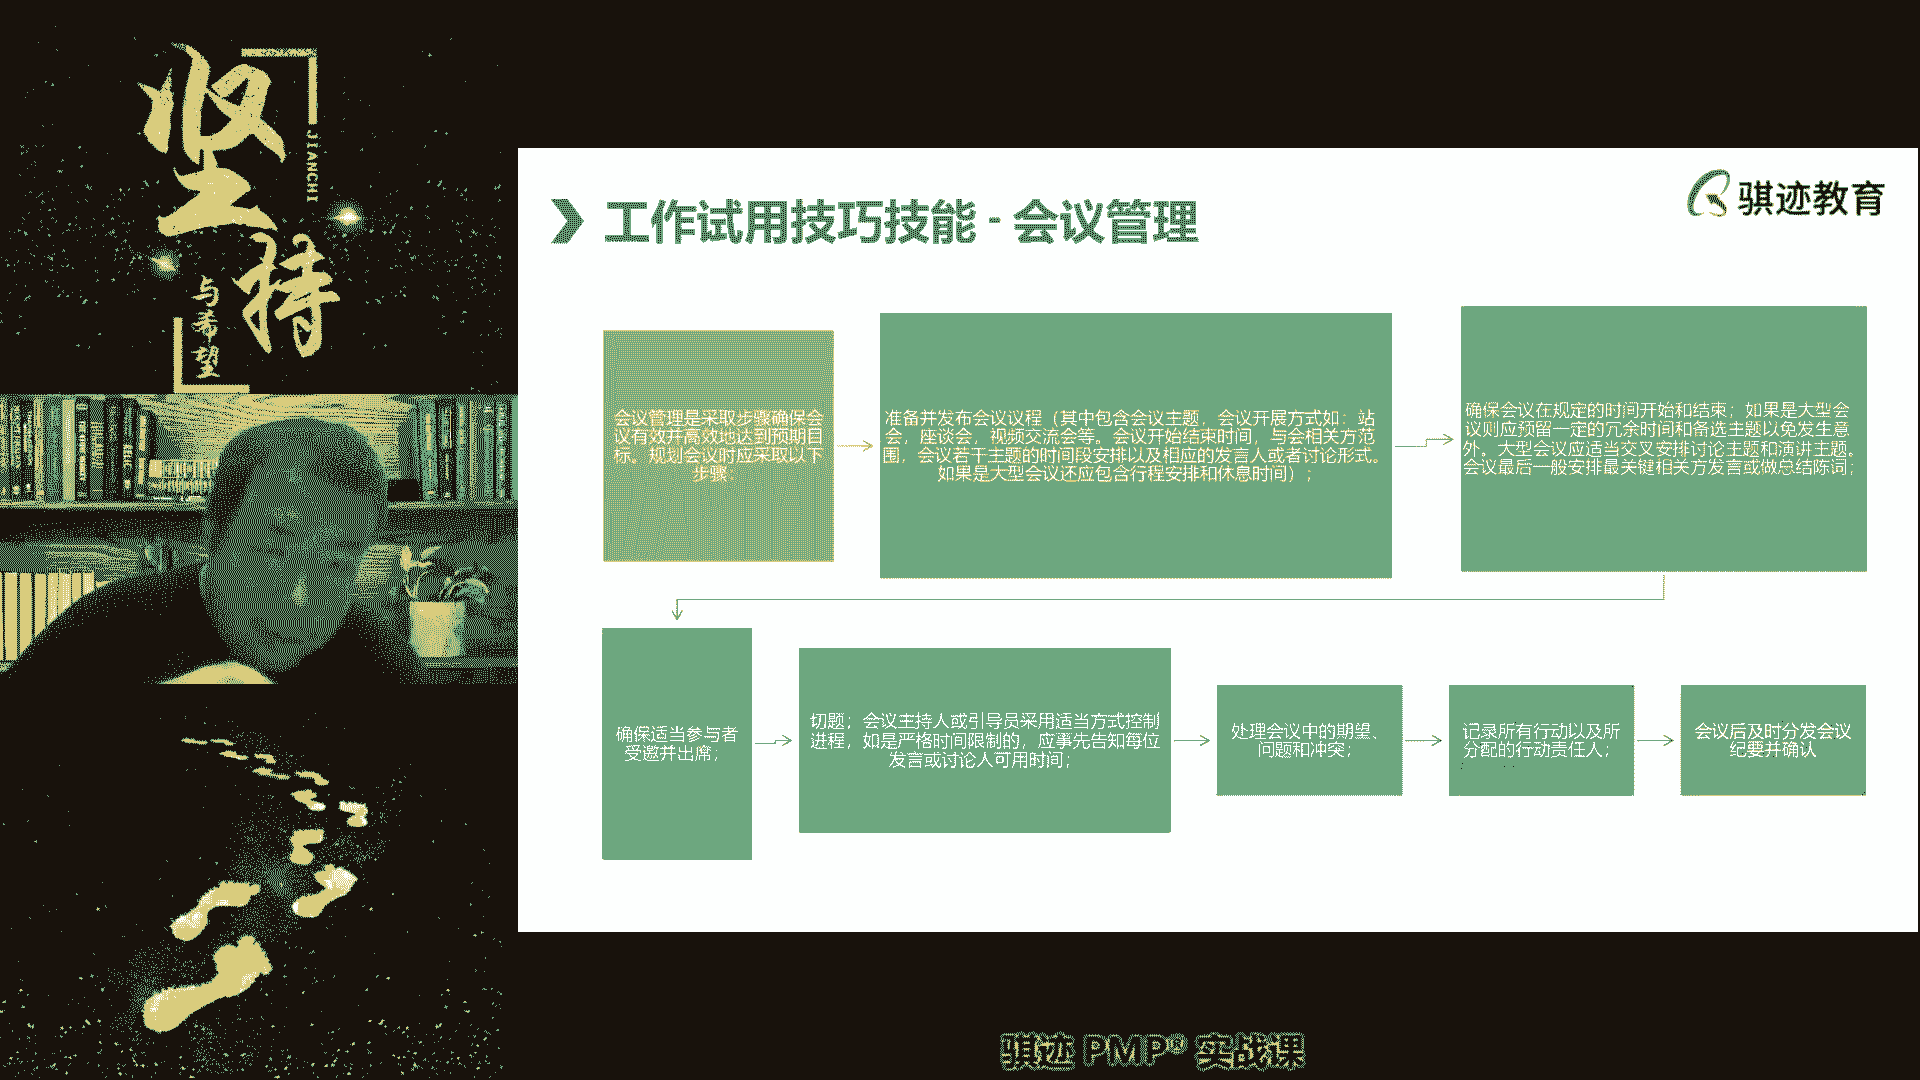 坚持
JIANCHI
与希望
骐迹教育
工作试用技巧技能 - 会议管理
会议管理是采取步骤确保会
议有效并高效地达到预期目
标。规划会议时应采取以下
步骤：
准备并发布会议议程（其中包含会议主题，会议开展方式如：站
会，座谈会，视频交流会等。会议开始结束时间，与会相关方范
围，会议若干主题的时间段安排以及相应的发言人或者讨论形式。
如果是大型会议还应包含行程安排和休息时间）；
确保会议在规定的时间开始和结束；如果是大型会
议则应预留一定的冗余时间和备选主题以免发生意
外。大型会议应适当交叉安排讨论主题和演讲主题。
会议最后一般安排最关键相关方发言或做总结陈词；
确保适当参与者
受邀并出席；
切题；会议主持人或引导员采用适当方式控制
进程，如是严格时间限制的，应事先告知每位
发言或讨论人可用时间；
处理会议中的期望、
问题和冲突；
记录所有行动以及所
分配的行动责任人；
会议后及时分发会议
纪要并确认
骐迹 PMP® 实战课